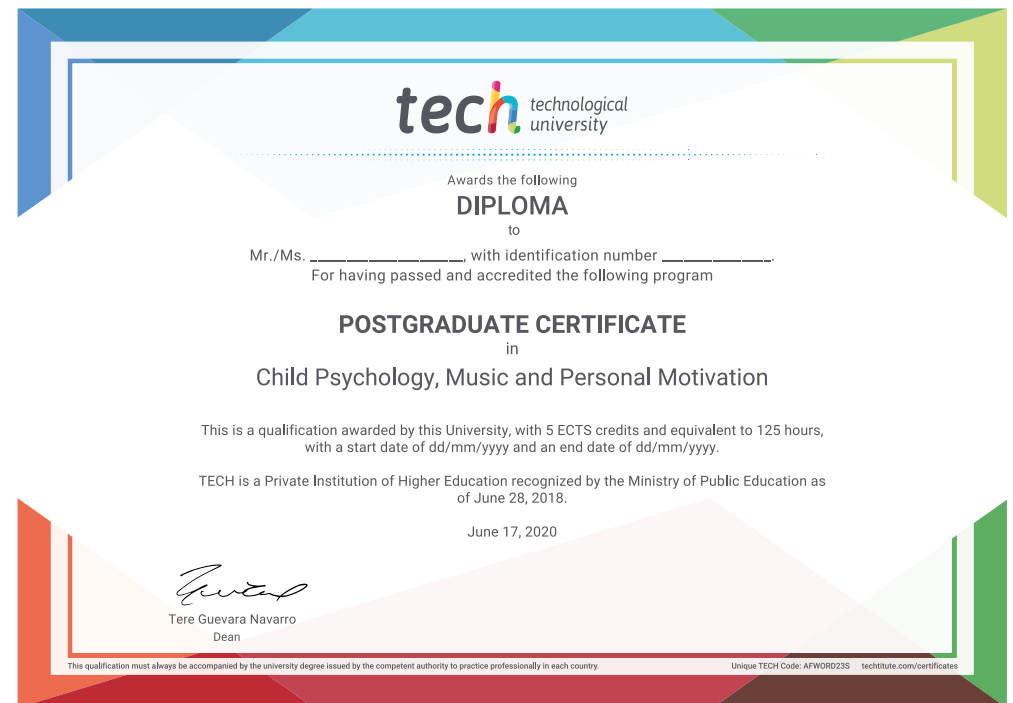 tech technological
university
Awards the following
DIPLOMA
to
Mr./Ms. ____________________, with identification number ______________.
For having passed and accredited the following program
POSTGRADUATE CERTIFICATE
in
Child Psychology, Music and Personal Motivation
This is a qualification awarded by this University, with 5 ECTS credits and equivalent to 125 hours,
with a start date of dd/mm/yyyy and an end date of dd/mm/yyyy.
TECH is a Private Institution of Higher Education recognized by the Ministry of Public Education as
of June 28, 2018.
June 17, 2020
Tere Guevara Navarro
Dean
This qualification must always be accompanied by the university degree issued by the competent authority to practice professionally in each country.
Unique TECH Code: AFWORD23S techtitute.com/certificates